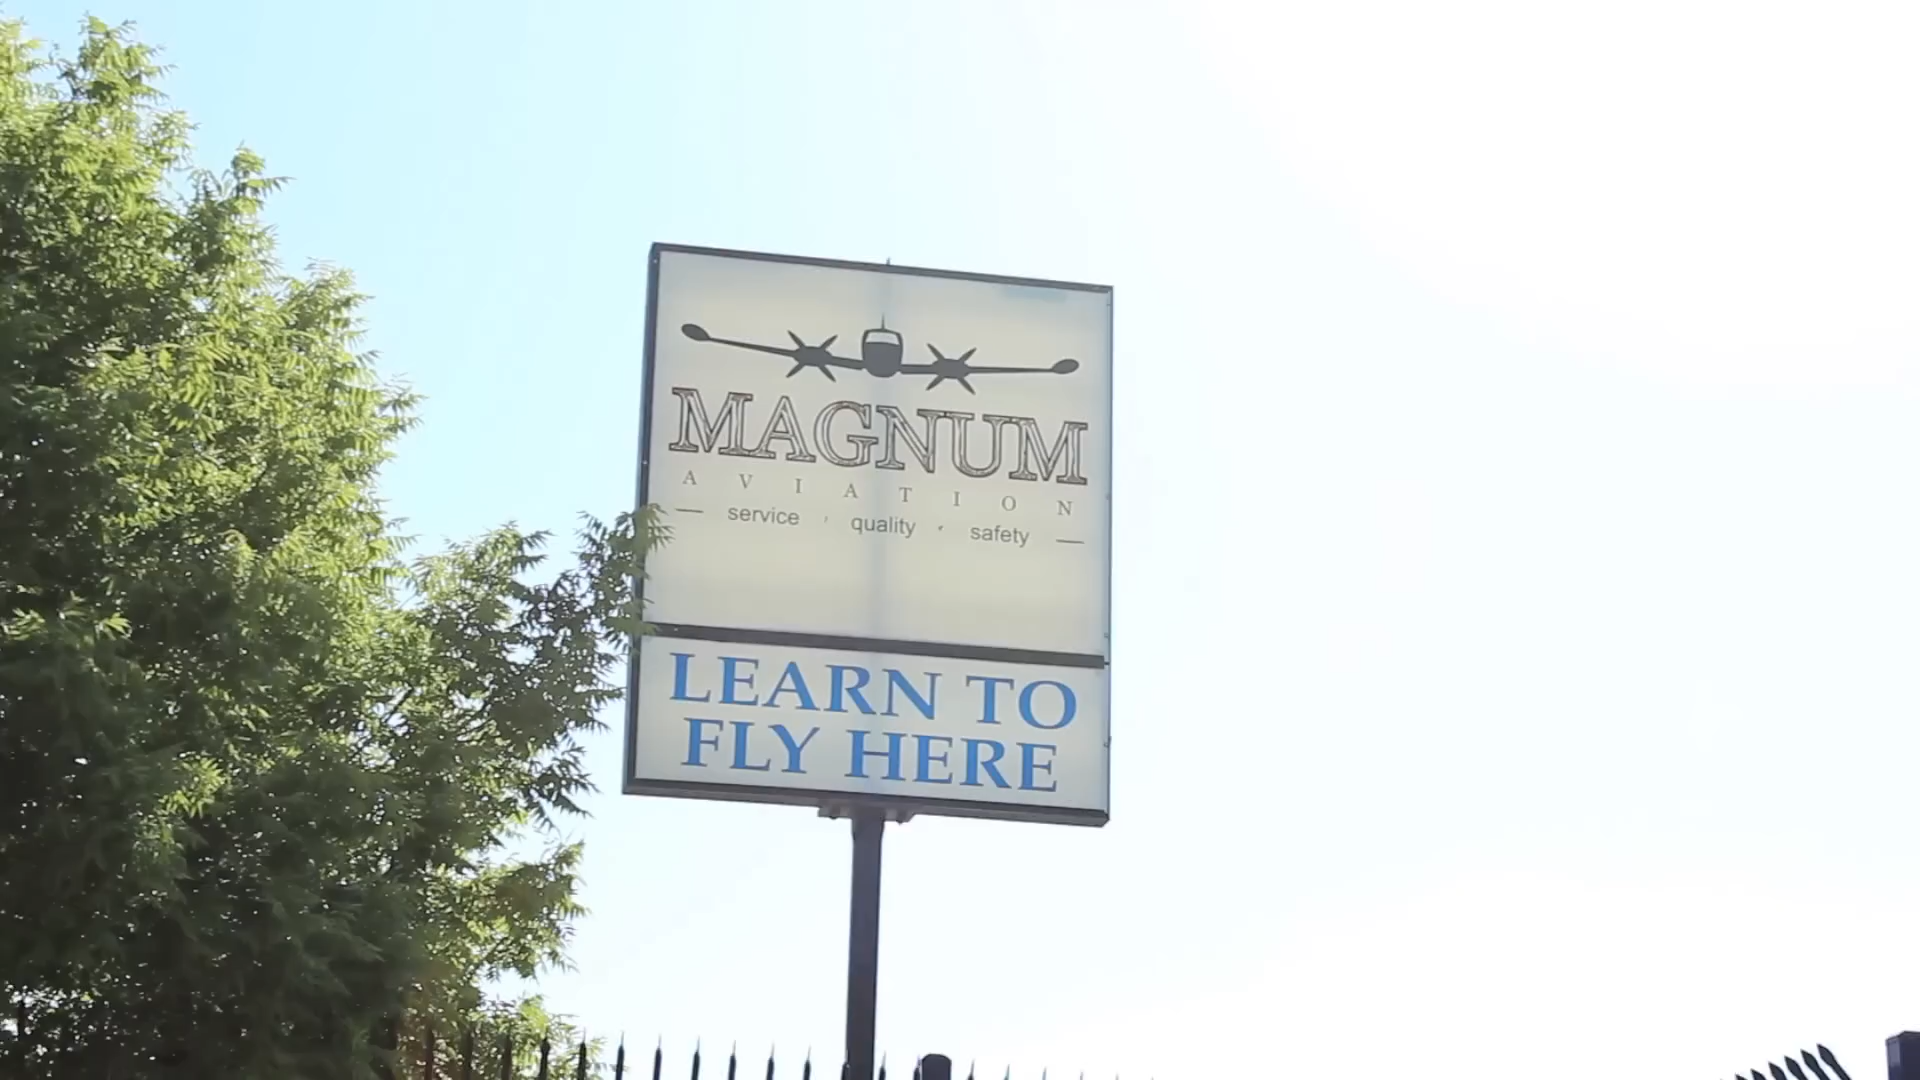 MAGNUM
AVIATION
— service · quality · safety —
LEARN TO
FLY HERE